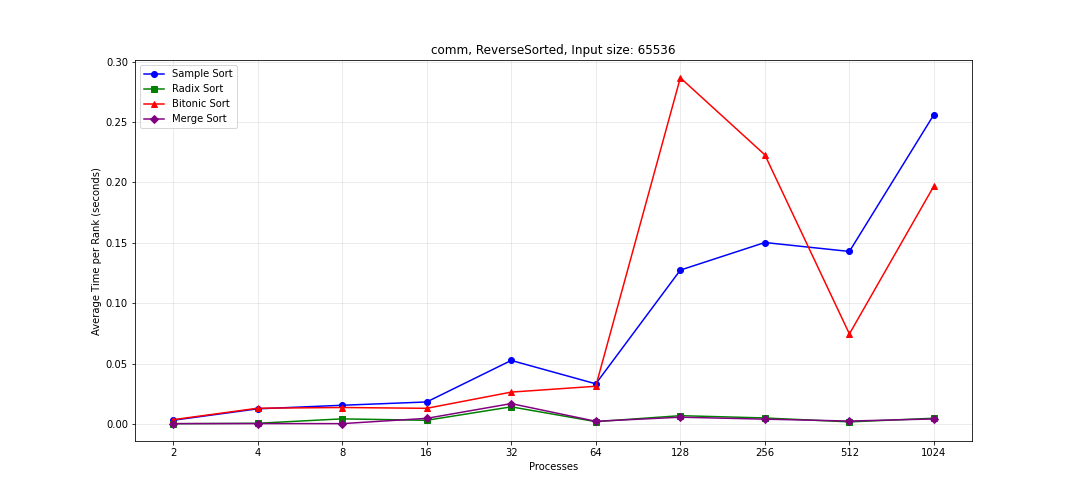 comm, ReverseSorted, Input size: 65536
Sample Sort
Radix Sort
Bitonic Sort
Merge Sort
Average Time per Rank (seconds)
0.30
0.25
0.20
0.15
0.10
0.05
0.00
2 4 8 16 32 64 128 256 512 1024
Processes